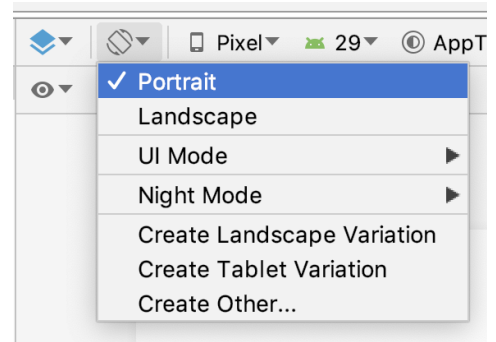 Pixel 29 AppT
Portrait
Landscape
UI Mode
Night Mode
Create Landscape Variation
Create Tablet Variation
Create Other...